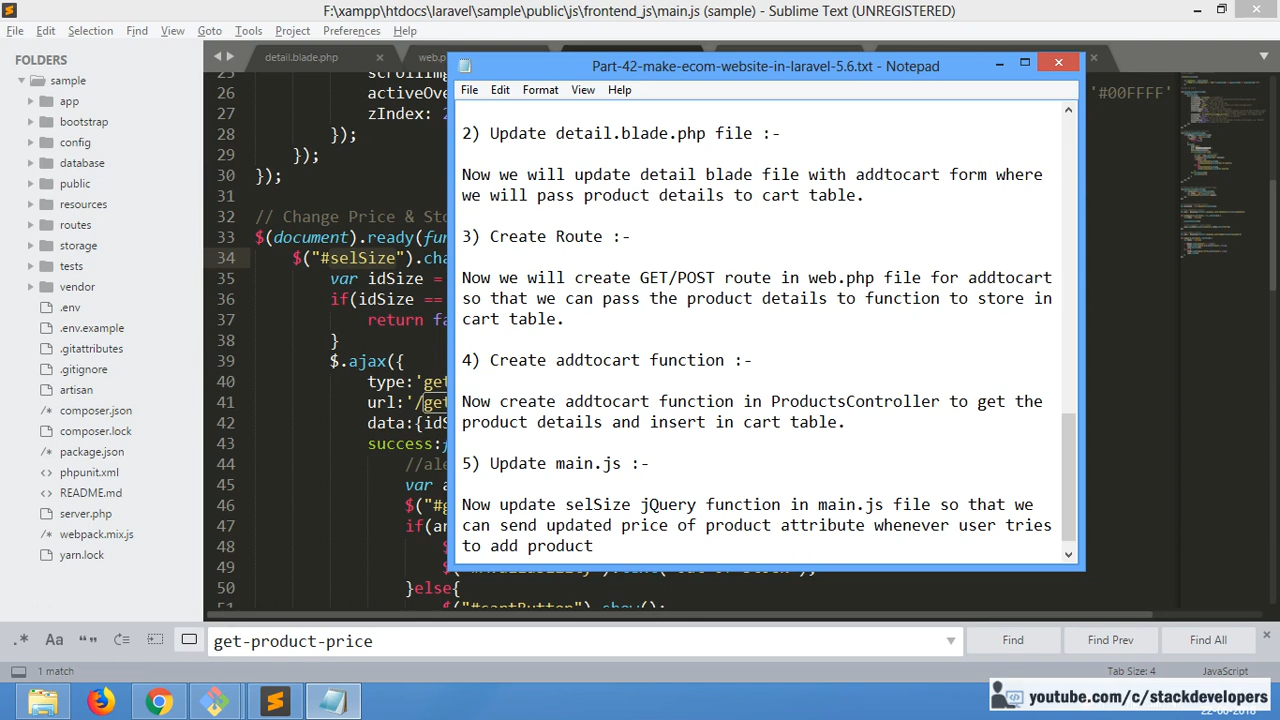 F:\xampp\htdocs\laravel\sample\public\js\frontend_js\main.js (sample) - Sublime Text (UNREGISTERED)
File Edit Selection Find View Goto Tools Project Preferences Help
FOLDERS
sample
app
bootstrap
config
database
public
resources
routes
storage
tests
vendor
.env
.env.example
.gitattributes
.gitignore
artisan
composer.json
composer.lock
package.json
phpunit.xml
README.md
server.php
webpack.mix.js
yarn.lock
detail.blade.php
25
26 activeOve '#00FFFF'
27 zIndex: 2
28 });
29 });
30 });
31
32 // Change Price & Sto
33 $(document).ready(fun
34 $("#selSize").cha
35 var idSize =
36 if(idSize ==
37 return fa
38 }
39 $.ajax({
40 type:'get
41 url:'/get
42 data:{idS
43 success:f
44 //ale
45 var a
46 $("#g
47 if(ar
48
49
50 }else{
51 $("#cartButton").show();
Part-42-make-ecom-website-in-laravel-5.6.txt - Notepad
File Edit Format View Help
2) Update detail.blade.php file :-
Now we will update detail blade file with addtocart form where
we will pass product details to cart table.
3) Create Route :-
Now we will create GET/POST route in web.php file for addtocart
so that we can pass the product details to function to store in
cart table.
4) Create addtocart function :-
Now create addtocart function in ProductsController to get the
product details and insert in cart table.
5) Update main.js :-
Now update selSize jQuery function in main.js file so that we
can send updated price of product attribute whenever user tries
to add product
get-product-price
Find Find Prev Find All
1 match Tab Size: 4 JavaScript
youtube.com/c/stackdevelopers